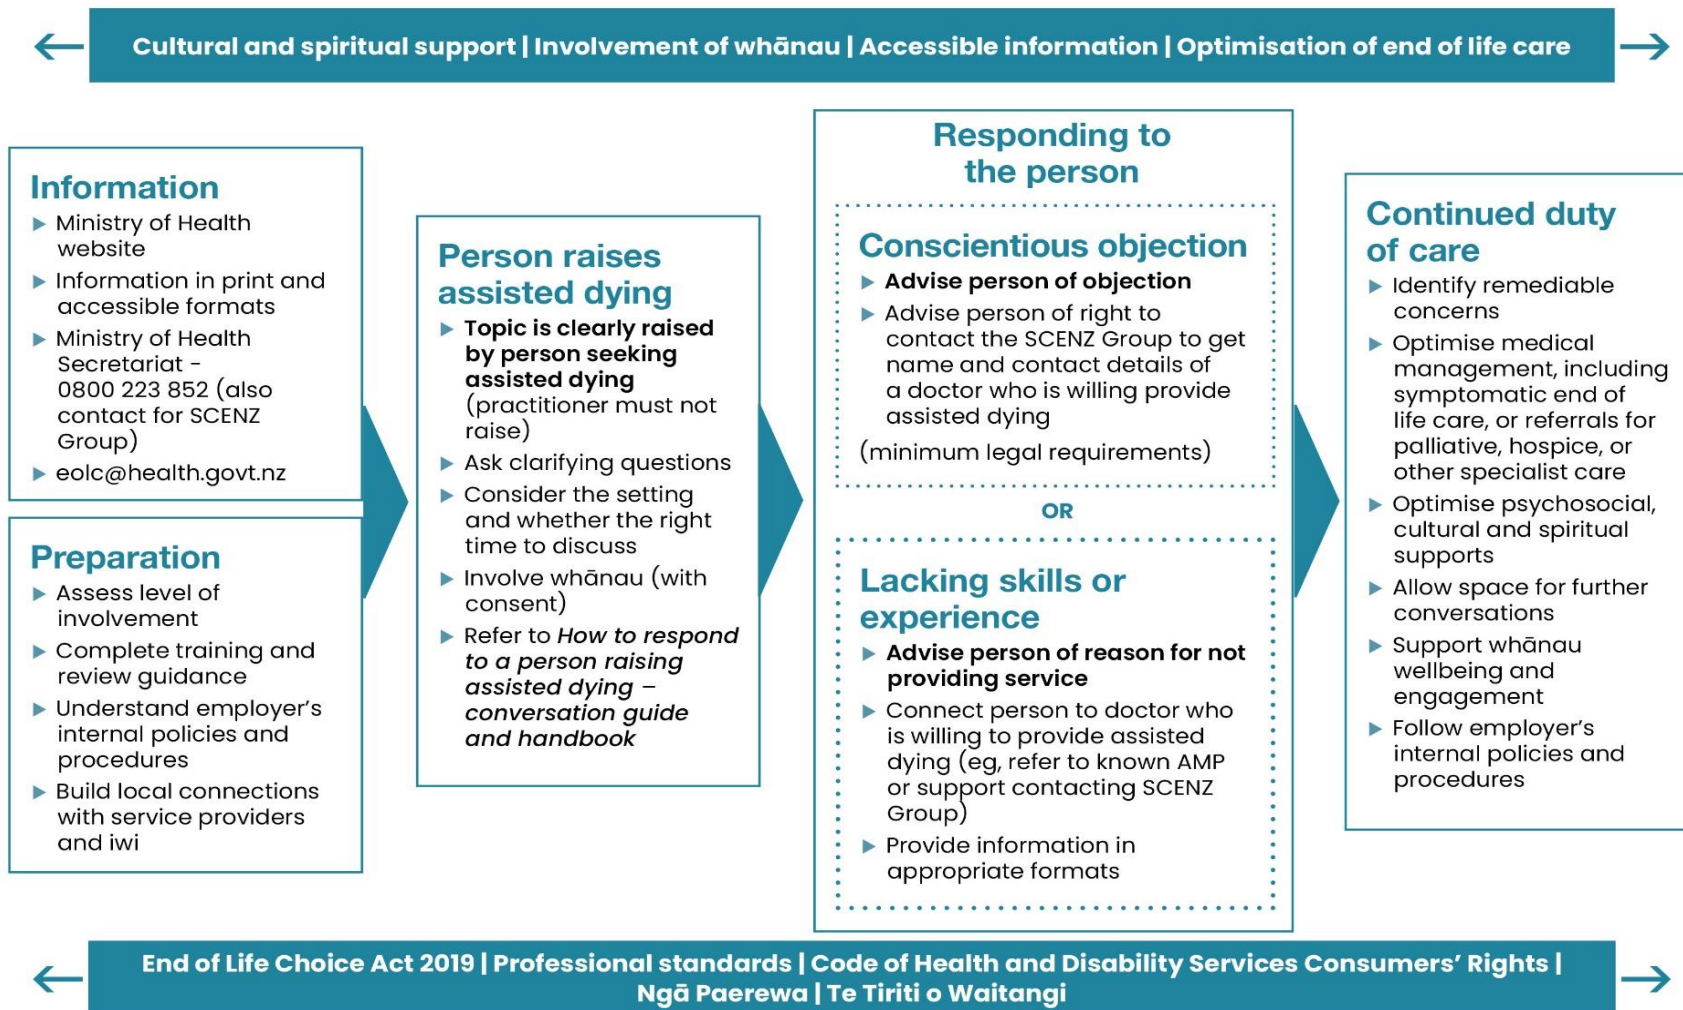 Cultural and spiritual support | Involvement of whānau | Accessible information | Optimisation of end of life care
Information
Ministry of Health
website
Information in print and
accessible formats
Ministry of Health
Secretariat -
0800 223 852 (also
contact for SCENZ
Group)
eolc@health.govt.nz
Preparation
Assess level of
involvement
Complete training and
review guidance
Understand employer's
internal policies and
procedures
Build local connections
with service providers
and iwi
Person raises
assisted dying
Topic is clearly raised
by person seeking
assisted dying
(practitioner must not
raise)
Ask clarifying questions
Consider the setting
and whether the right
time to discuss
Involve whānau (with
consent)
Refer to How to respond
to a person raising
assisted dying –
conversation guide
and handbook
Responding to
the person
Conscientious objection
Advise person of objection
Advise person of right to
contact the SCENZ Group to get
name and contact details of
a doctor who is willing provide
assisted dying
(minimum legal requirements)
OR
Lacking skills or
experience
Advise person of reason for not
providing service
Connect person to doctor who
is willing to provide assisted
dying (eg, refer to known AMP
or support contacting SCENZ
Group)
Provide information in
appropriate formats
Continued duty
of care
Identify remediable
concerns
Optimise medical
management, including
symptomatic end of
life care, or referrals for
palliative, hospice, or
other specialist care
Optimise psychosocial,
cultural and spiritual
supports
Allow space for further
conversations
Support whānau
wellbeing and
engagement
Follow employer's
internal policies and
procedures
End of Life Choice Act 2019 | Professional standards | Code of Health and Disability Services Consumers' Rights |
Ngā Paerewa | Te Tiriti o Waitangi